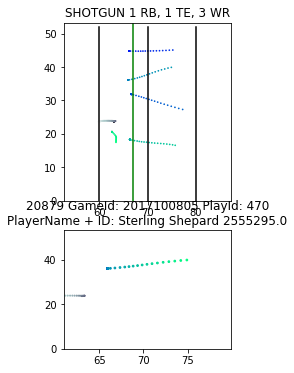 SHOTGUN 1 RB, 1 TE, 3 WR
50
40
30
20
10
0
60 70 80
20879 GameId: 2017100805 PlayId: 470
PlayerName + ID: Sterling Shepard 2555295.0
40
20
0
65 70 75